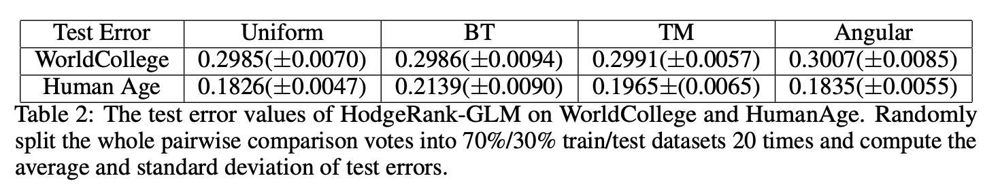 Test Error Uniform BT TM Angular
WorldCollege 0.2985(±0.0070) 0.2986(±0.0094) 0.2991(±0.0057) 0.3007(±0.0085)
Human Age 0.1826(±0.0047) 0.2139(±0.0090) 0.1965±(0.0065) 0.1835(±0.0055)
Table 2: The test error values of HodgeRank-GLM on WorldCollege and HumanAge. Randomly
split the whole pairwise comparison votes into 70%/30% train/test datasets 20 times and compute the
average and standard deviation of test errors.